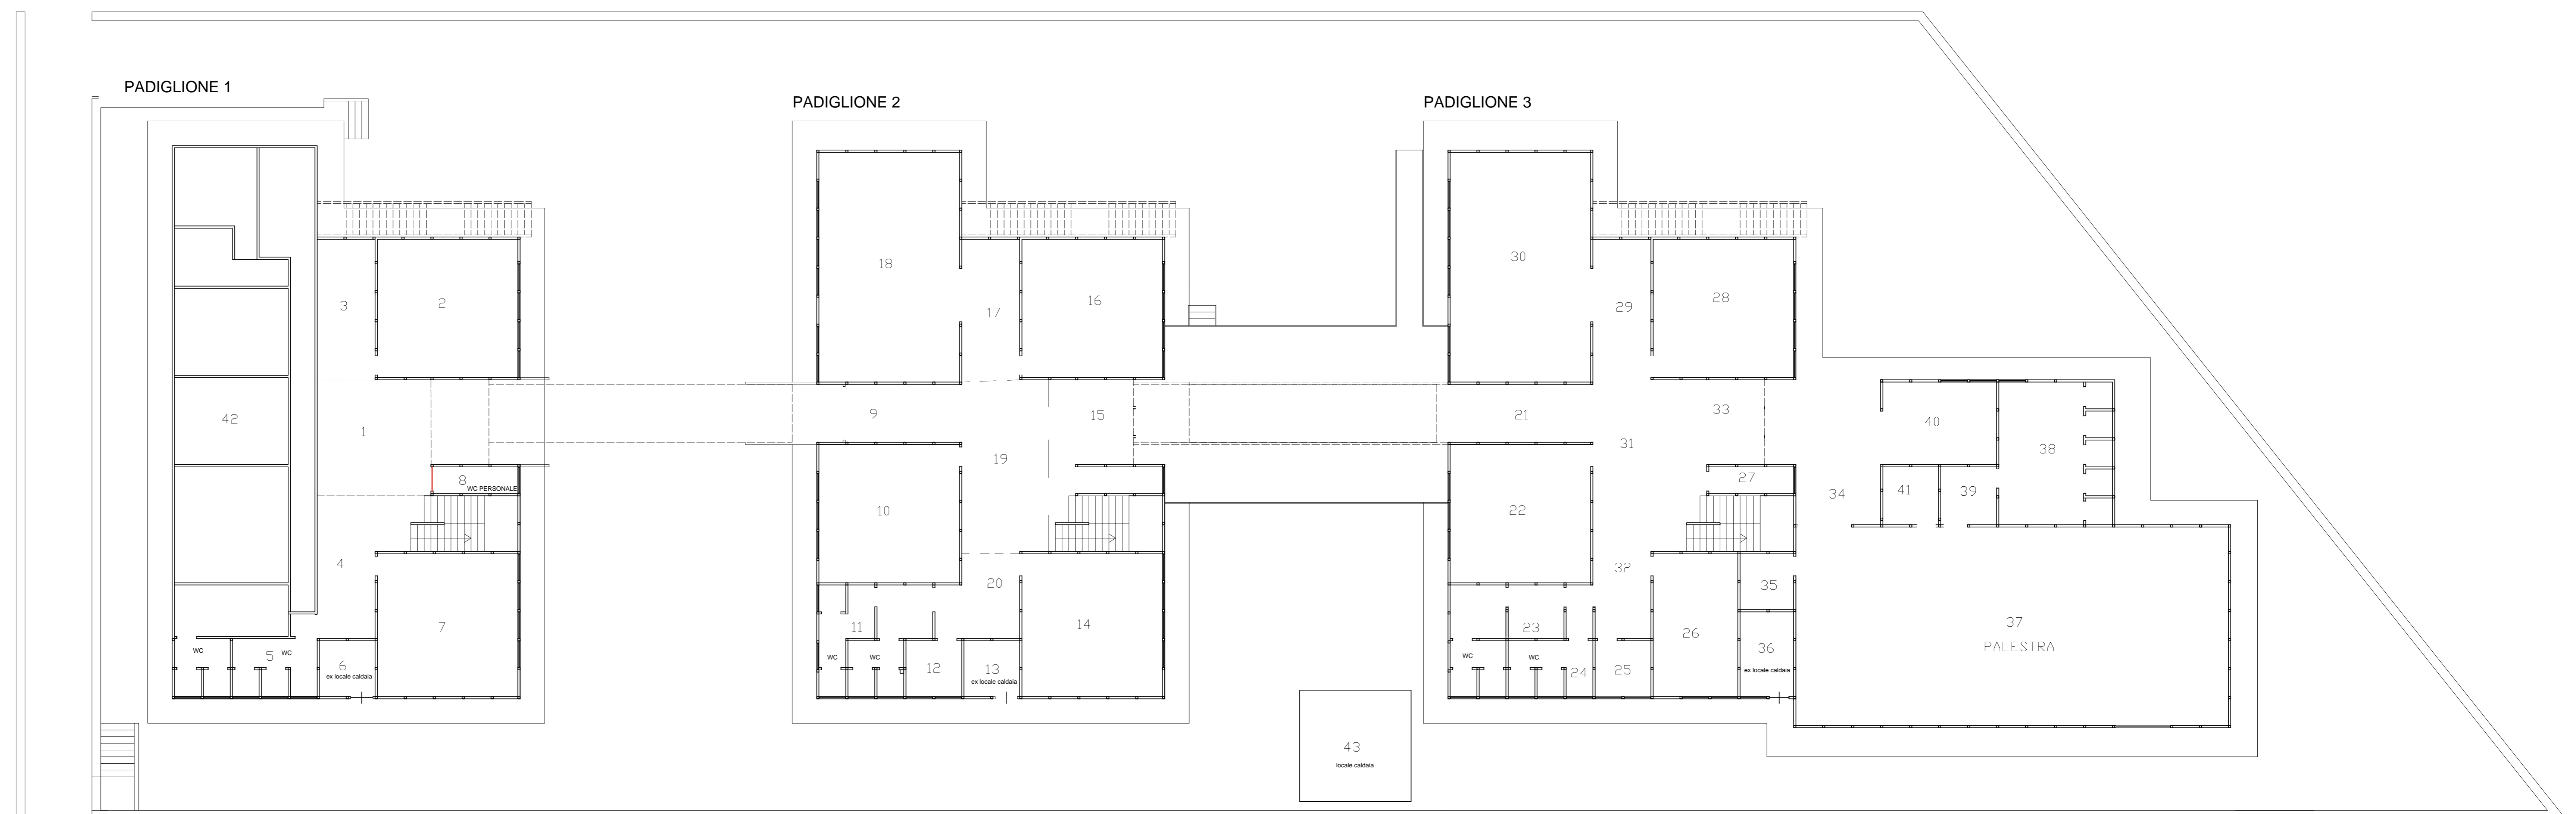 PADIGLIONE 1
PADIGLIONE 2
PADIGLIONE 3
3
2
42
1
8
WC PERSONALE
4
7
WC
5
WC
6
ex locale caldaia
18
17
16
9
15
19
10
20
11
14
WC
WC
12
13
ex locale caldaia
30
29
28
21
33
31
22
27
32
23
WC
WC
24
25
26
35
36
ex locale caldaia
34
40
38
41
39
37
PALESTRA
43
locale caldaia